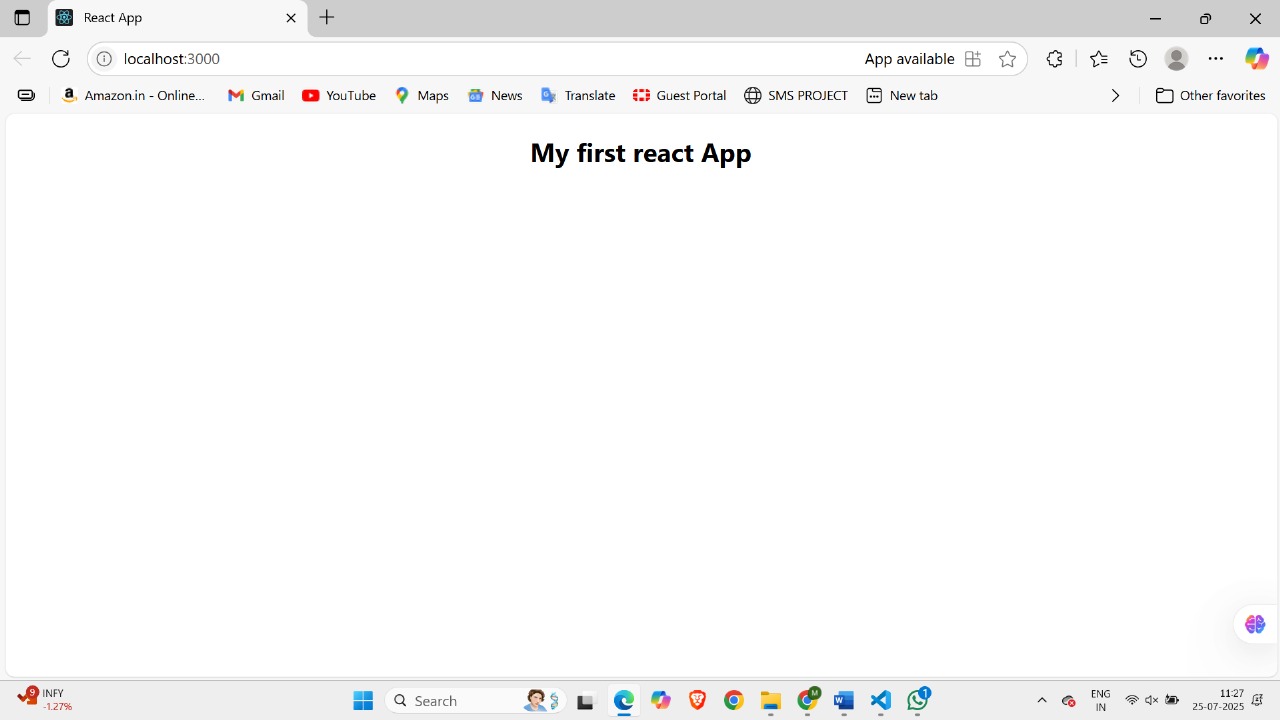 React App
localhost:3000
App available
Amazon.in - Online...
Gmail
YouTube
Maps
News
Translate
Guest Portal
SMS PROJECT
New tab
Other favorites
My first react App
9
INFY
-1.27%
Search
M
1
ENG
IN
11:27
25-07-2025